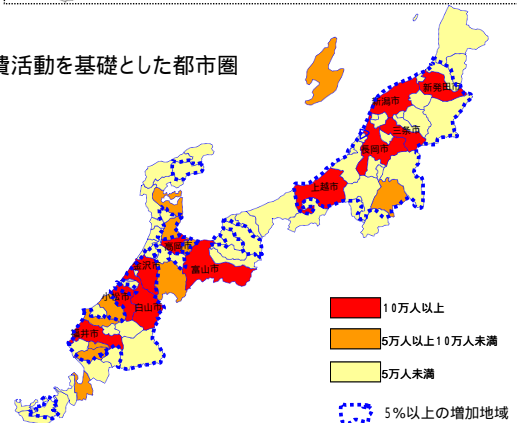 費活動を基礎とした都市圏
新発田市
新潟市
三条市
長岡市
上越市
高岡市
金沢市
富山市
小松市
白山市
福井市
10万人以上
5万人以上10万人未満
5万人未満
5%以上の増加地域